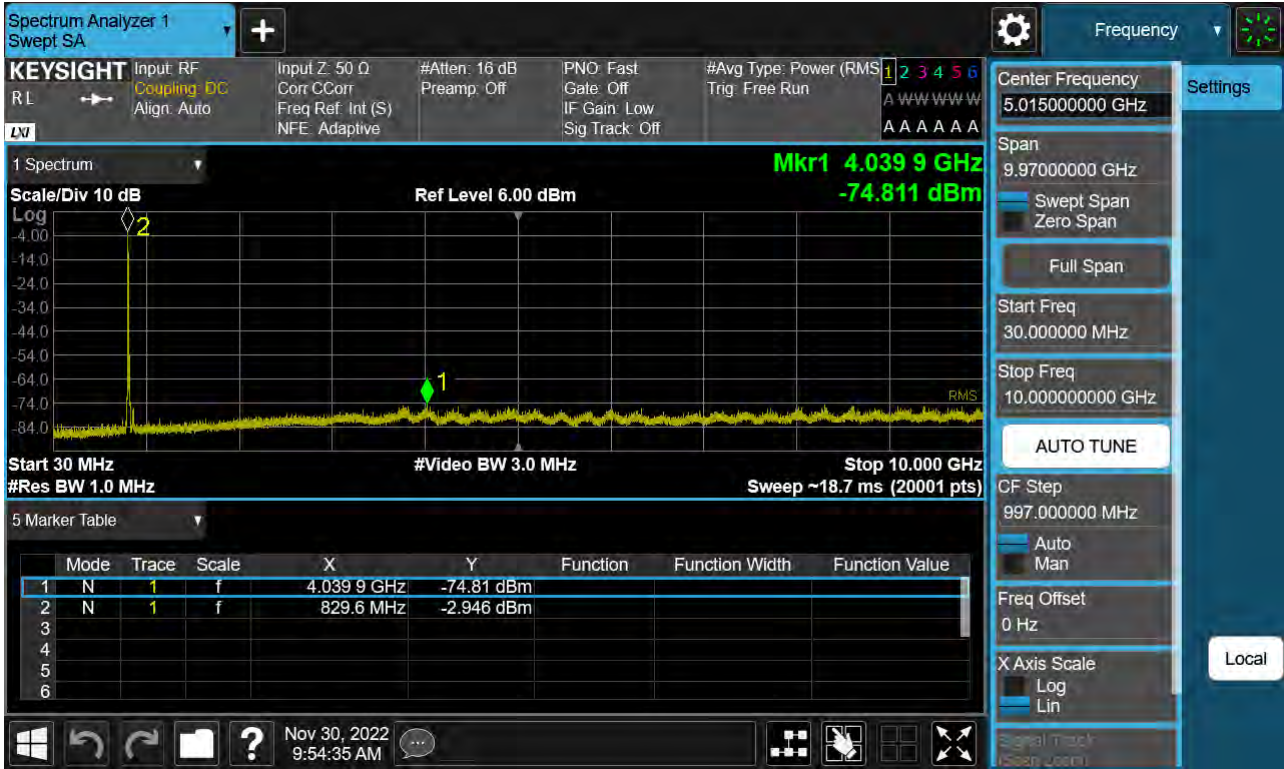 Spectrum Analyzer 1
Swept SA
+
Frequency
KEYSIGHT
RL
LXI
Input: RF
Coupling: DC
Align: Auto
Input Z: 50 Ω
Corr CCorr
Freq Ref: Int (S)
NFE: Adaptive
#Atten: 16 dB
Preamp: Off
PNO: Fast
Gate: Off
IF Gain: Low
Sig Track: Off
#Avg Type: Power (RMS
Trig: Free Run
1 2 3 4 5 6
A W W W W W
A A A A A A
Center Frequency
5.015000000 GHz
Settings
1 Spectrum
Mkr1 4.039 9 GHz
-74.811 dBm
Scale/Div 10 dB
Ref Level 6.00 dBm
Log
2
-4.00
-14.0
-24.0
-34.0
-44.0
-54.0
-64.0
-74.0
-84.0
1
RMS
Start 30 MHz
#Video BW 3.0 MHz
Stop 10.000 GHz
#Res BW 1.0 MHz
Sweep ~18.7 ms (20001 pts)
Span
9.97000000 GHz
Swept Span
Zero Span
Full Span
Start Freq
30.000000 MHz
Stop Freq
10.000000000 GHz
AUTO TUNE
CF Step
997.000000 MHz
Auto
Man
Freq Offset
0 Hz
X Axis Scale
Log
Lin
Signal Track
(Span Zoom)
Local
5 Marker Table
Mode Trace Scale X Y Function Function Width Function Value
1 N 1 f 4.039 9 GHz -74.81 dBm
2 N 1 f 829.6 MHz -2.946 dBm
3
4
5
6
?
Nov 30, 2022
9:54:35 AM